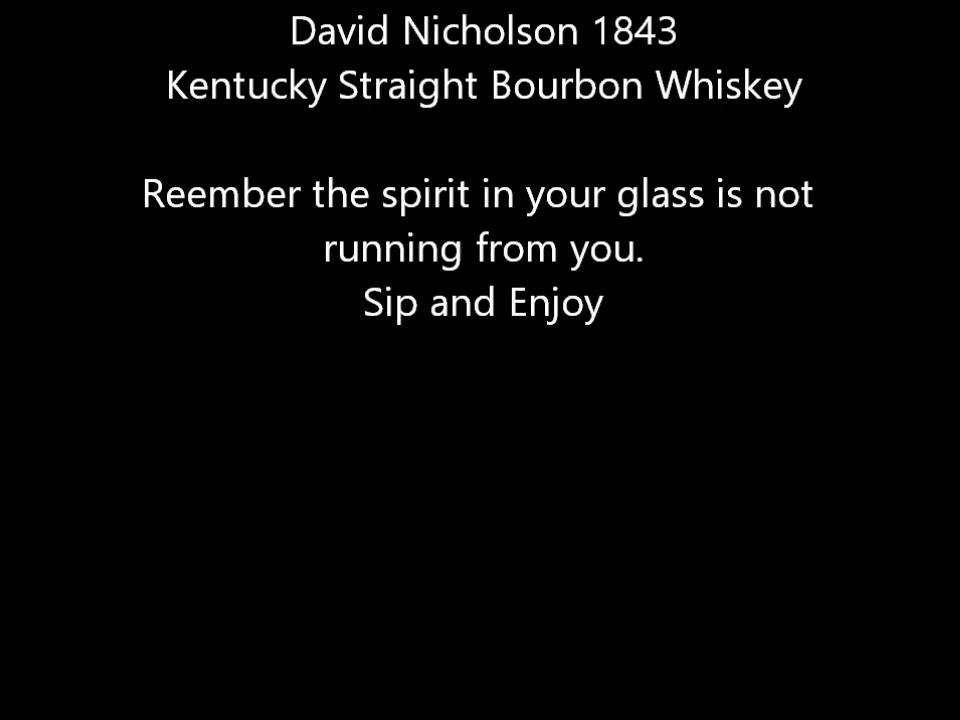 David Nicholson 1843
Kentucky Straight Bourbon Whiskey
Reember the spirit in your glass is not
running from you.
Sip and Enjoy